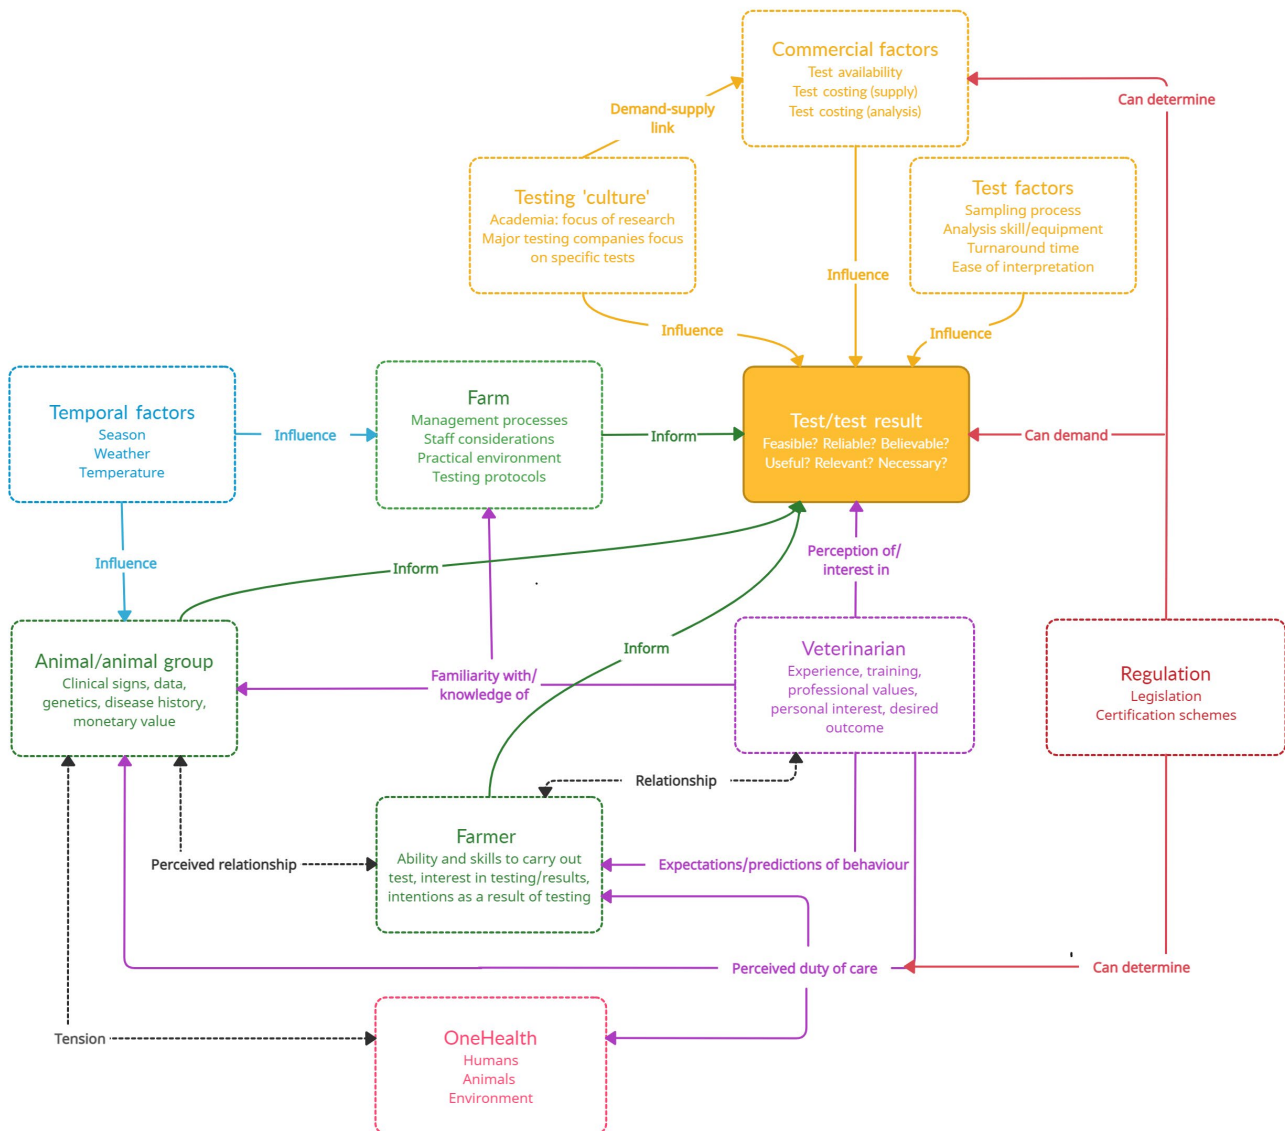 Commercial factors
Test availability
Test costing (supply)
Test costing (analysis)
Can determine
Demand-supply
link
Testing 'culture'
Academia: focus of research
Major testing companies focus
on specific tests
Test factors
Sampling process
Analysis skill/equipment
Turnaround time
Ease of interpretation
Influence
Influence
Influence
Temporal factors
Season
Weather
Temperature
Influence
Farm
Management processes
Staff considerations
Practical environment
Testing protocols
Inform
Test/test result
Feasible? Reliable? Believable?
Useful? Relevant? Necessary?
Can demand
Influence
Inform
Perception of/
interest in
Inform
Animal/animal group
Clinical signs, data,
genetics, disease history,
monetary value
Familiarity with/
knowledge of
Veterinarian
Experience, training,
professional values,
personal interest, desired
outcome
Regulation
Legislation
Certification schemes
Relationship
Perceived relationship
Farmer
Ability and skills to carry out
test, interest in testing/results,
intentions as a result of testing
Expectations/predictions of behaviour
Perceived duty of care
Can determine
Tension
OneHealth
Humans
Animals
Environment